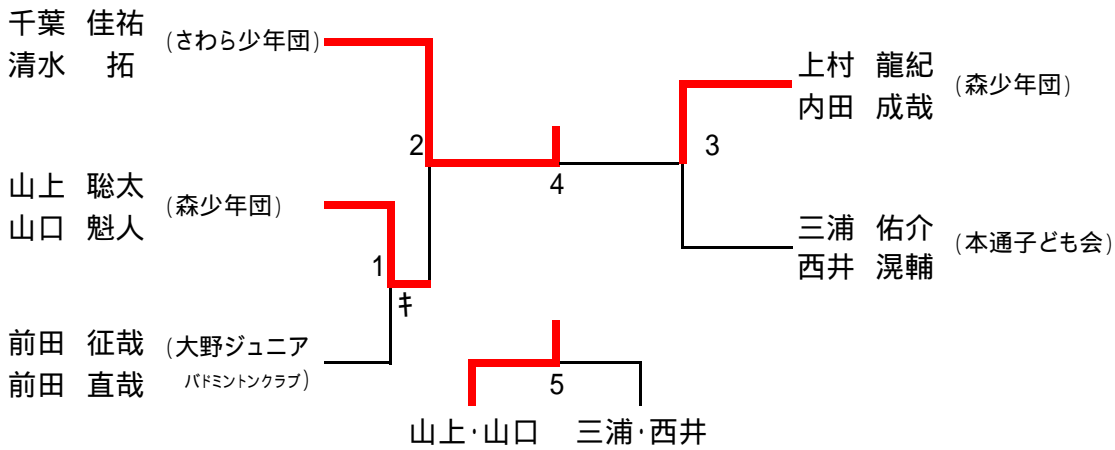 千葉 佳祐 (さわら少年団)
清水 拓
2
山上 聡太 (森少年団)
山口 魁人
1
ｷ
前田 征哉 (大野ジュニア
前田 直哉 バドミントンクラブ)
4
上村 龍紀 (森少年団)
内田 成哉
3
三浦 佑介 (本通子ども会)
西井 滉輔
5
山上・山口 三浦・西井